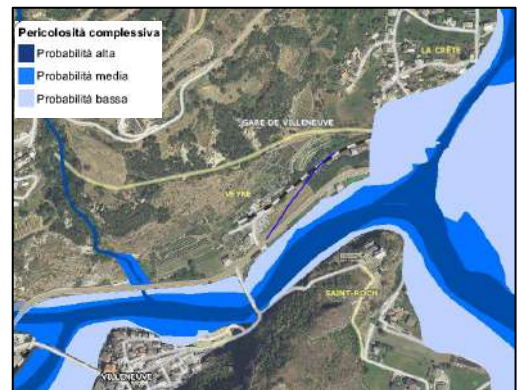 Pericolosità complessiva
Probabilità alta
Probabilità media
Probabilità bassa
LA CRÊTE
GARE DE VILLENEUVE
VEYNE
SAINT-ROCH
VILLENEUVE